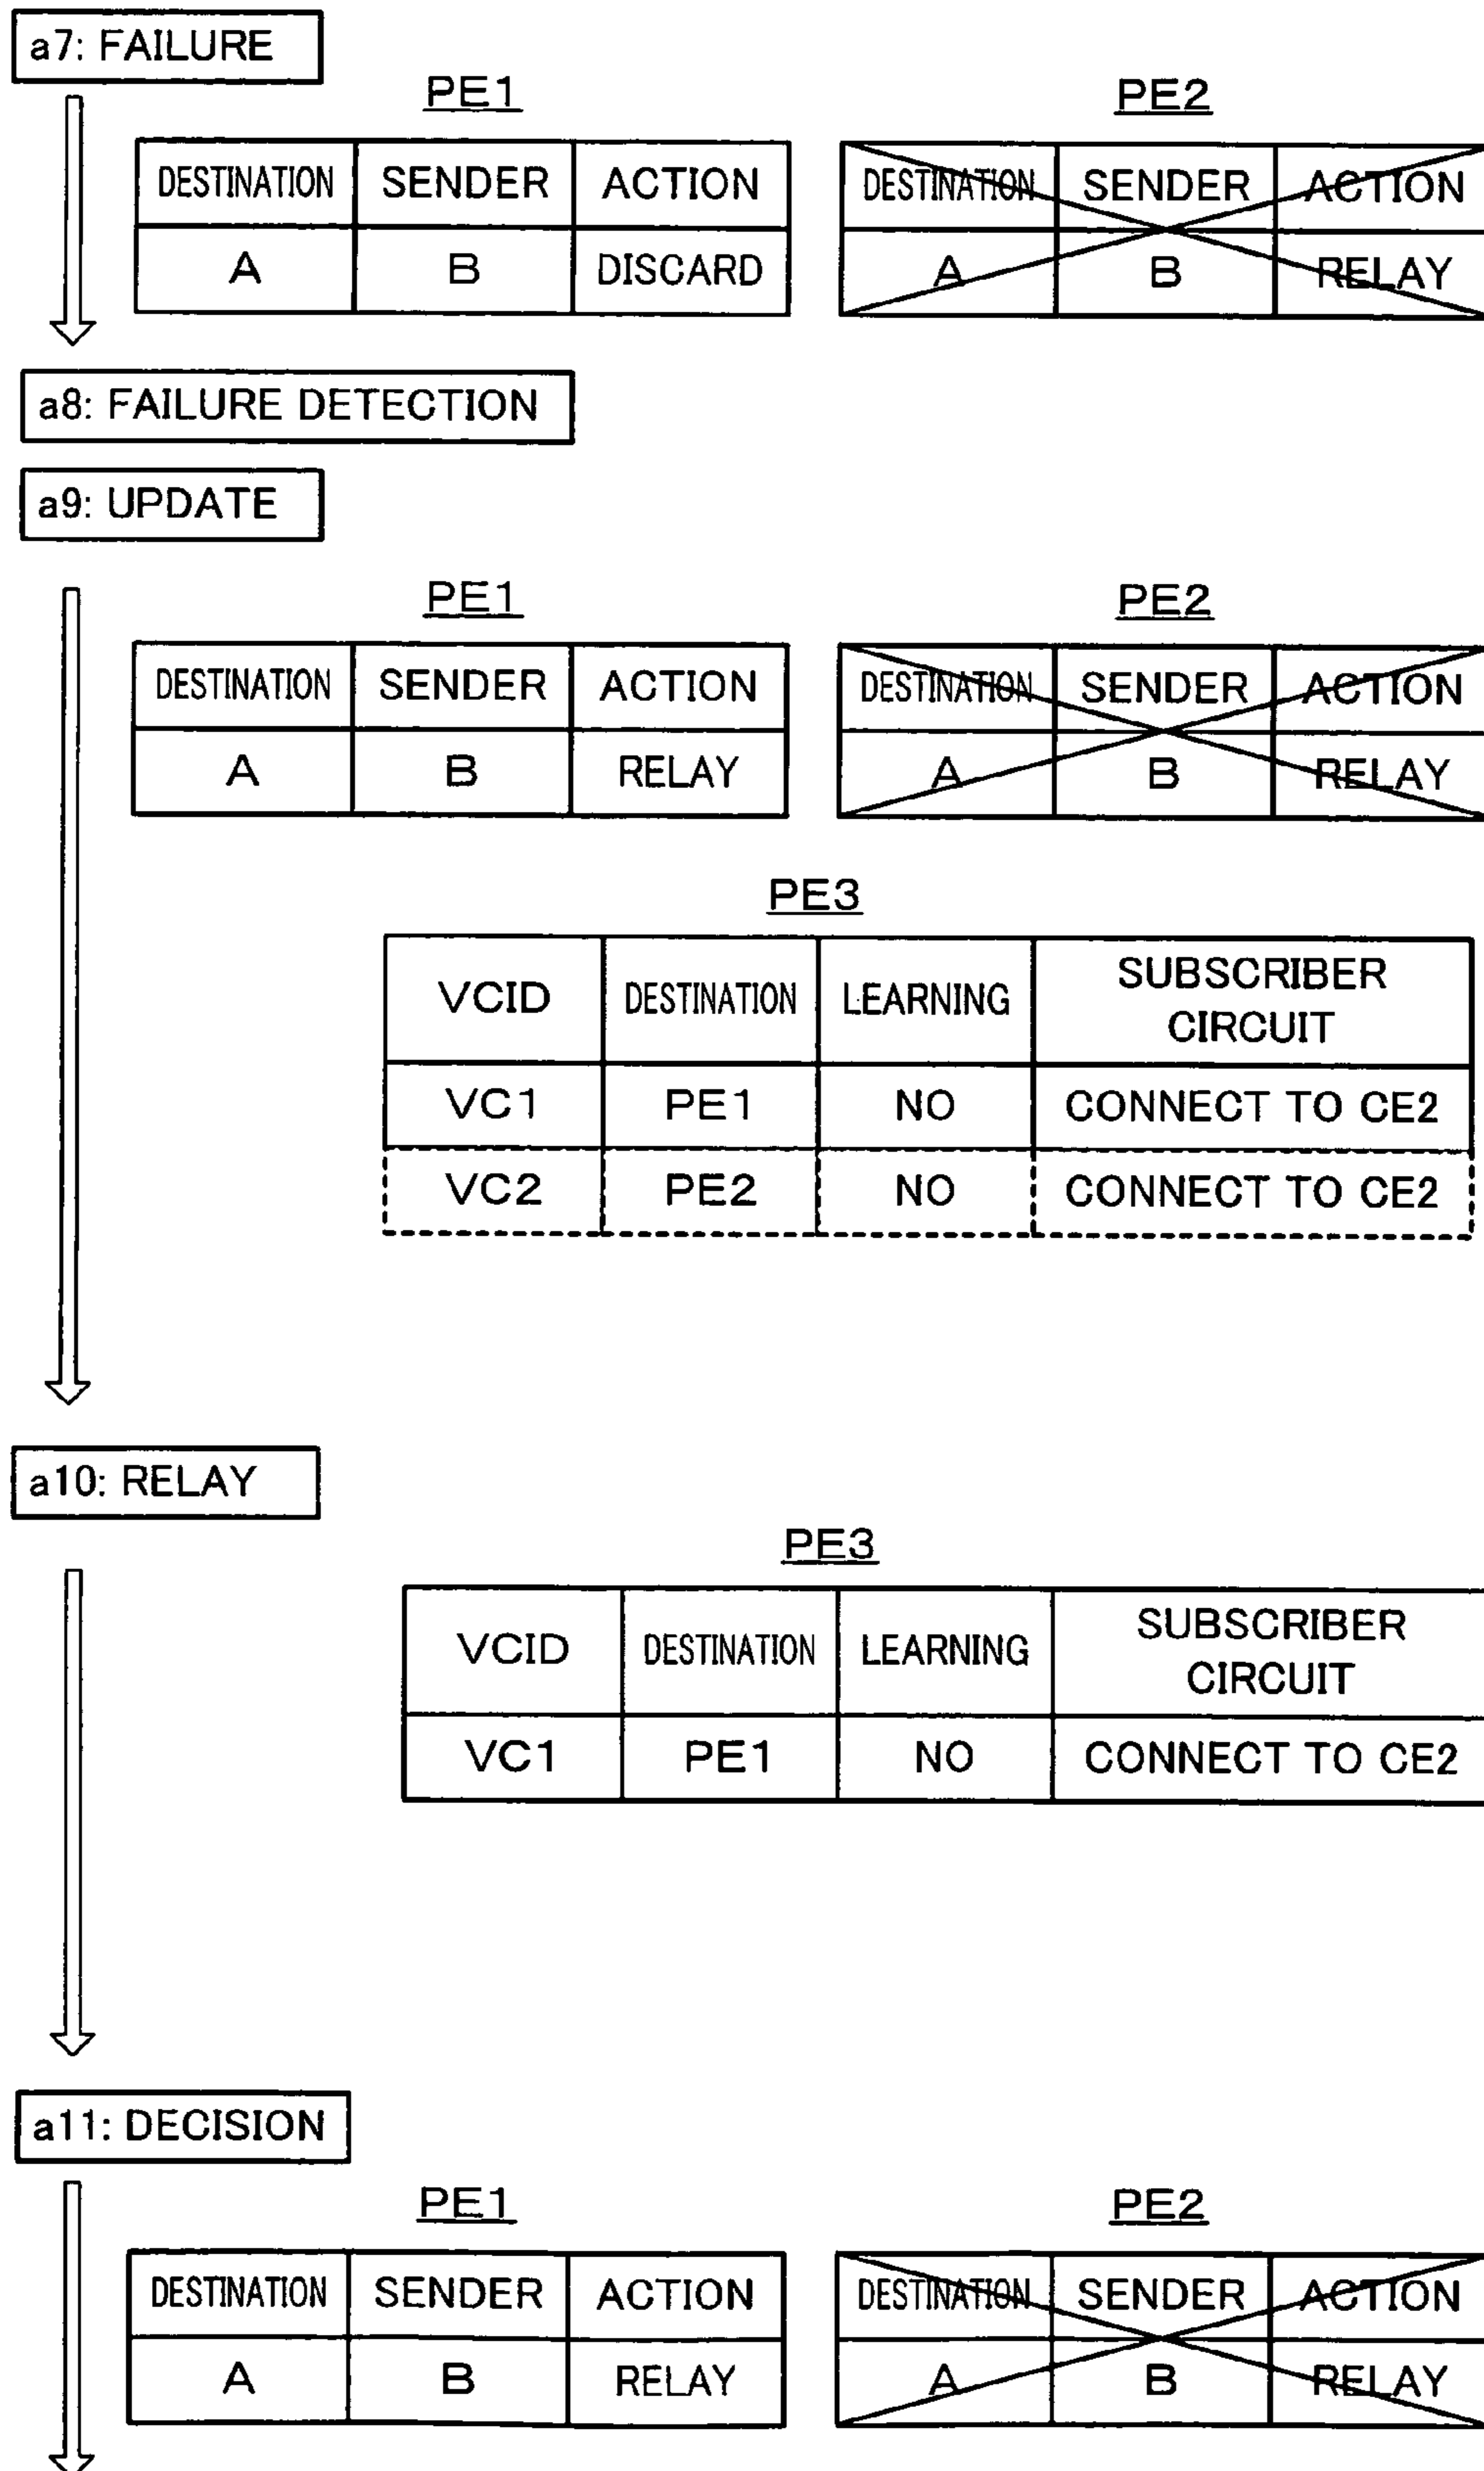 a7: FAILURE
PE1
PE2
DESTINATION SENDER ACTION
A B DISCARD
DESTINATION SENDER ACTION
A B RELAY
a8: FAILURE DETECTION
a9: UPDATE
PE1
PE2
DESTINATION SENDER ACTION
A B RELAY
DESTINATION SENDER ACTION
A B RELAY
PE3
VCID DESTINATION LEARNING SUBSCRIBER CIRCUIT
VC1 PE1 NO CONNECT TO CE2
VC2 PE2 NO CONNECT TO CE2
a10: RELAY
PE3
VCID DESTINATION LEARNING SUBSCRIBER CIRCUIT
VC1 PE1 NO CONNECT TO CE2
a11: DECISION
PE1
PE2
DESTINATION SENDER ACTION
A B RELAY
DESTINATION SENDER ACTION
A B RELAY